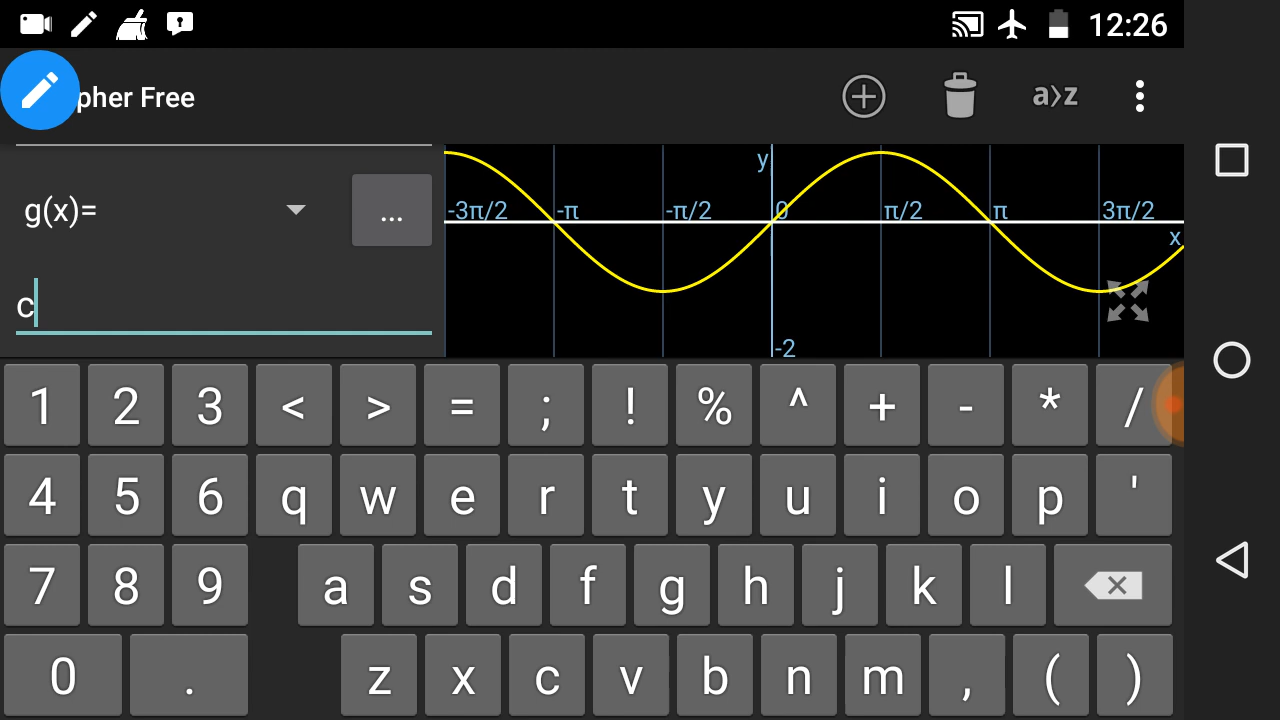 12:26
pher Free
a›z
g(x)=
...
c
y
-3π/2 -π -π/2 0 π/2 π 3π/2
x
-2
1 2 3 < > = ; ! % ^ + - * /
4 5 6 q w e r t y u i o p '
7 8 9 a s d f g h j k l
0 . z x c v b n m , ( )